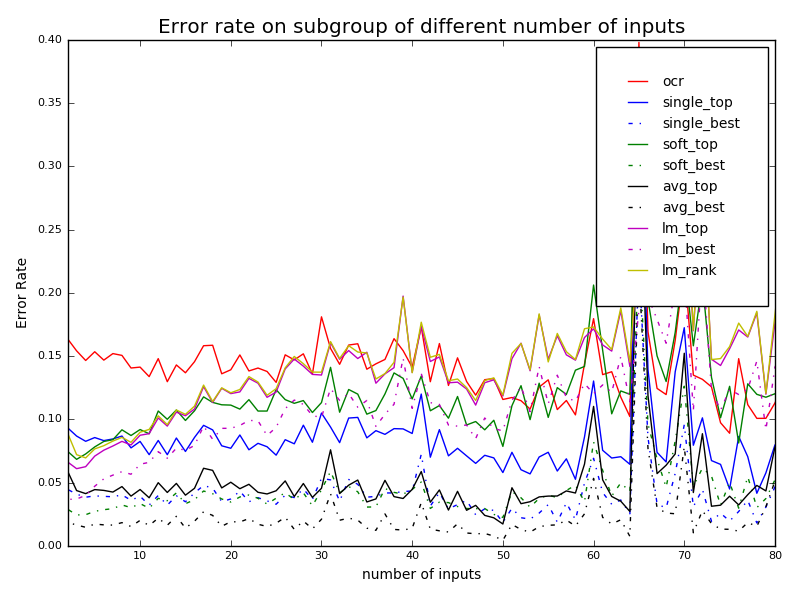 Error rate on subgroup of different number of inputs
0.40
0.35
0.30
0.25
0.20
0.15
0.10
0.05
0.00
Error Rate
ocr
single_top
single_best
soft_top
soft_best
avg_top
avg_best
lm_top
lm_best
lm_rank
10 20 30 40 50 60 70 80
number of inputs